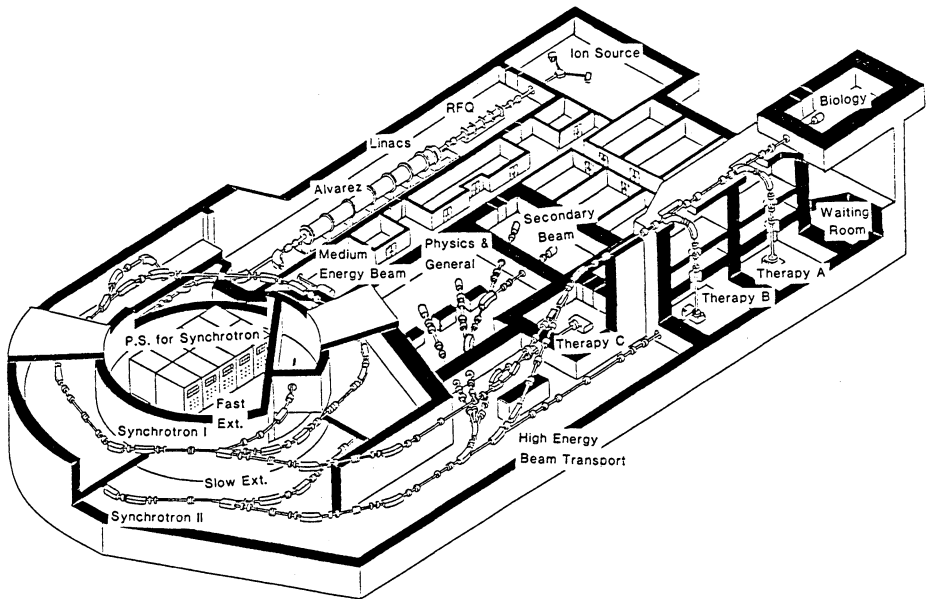 Ion Source
RFQ
Biology
Linacs
Alvarez
Secondary
Beam
Waiting
Room
Medium
Energy Beam
Physics &
General
Therapy A
Therapy B
P.S. for Synchrotron
Therapy C
Fast
Ext.
Synchrotron I
High Energy
Beam Transport
Slow Ext.
Synchrotron II